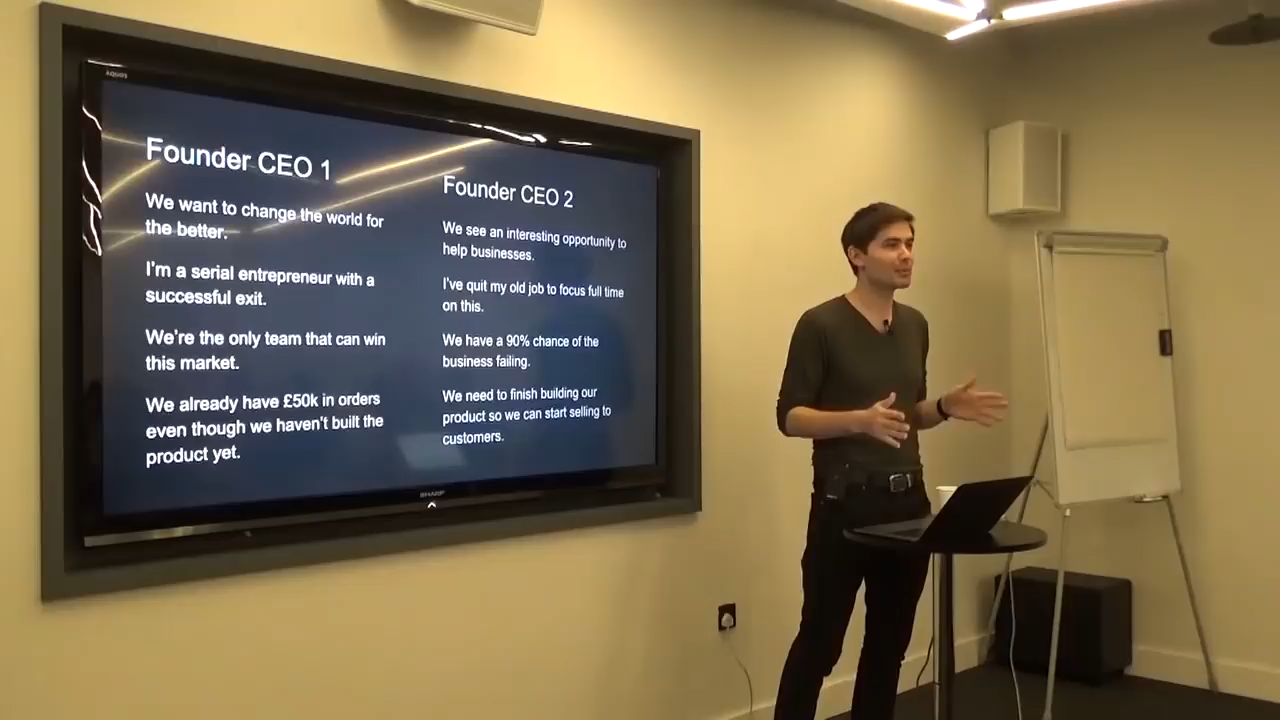 AQUOS
Founder CEO 1
We want to change the world for
the better.
I'm a serial entrepreneur with a
successful exit.
We're the only team that can win
this market.
We already have £50k in orders
even though we haven't built the
product yet.
Founder CEO 2
We see an interesting opportunity to
help businesses.
I've quit my old job to focus full time
on this.
We have a 90% chance of the
business failing.
We need to finish building our
product so we can start selling to
customers.
SHARP